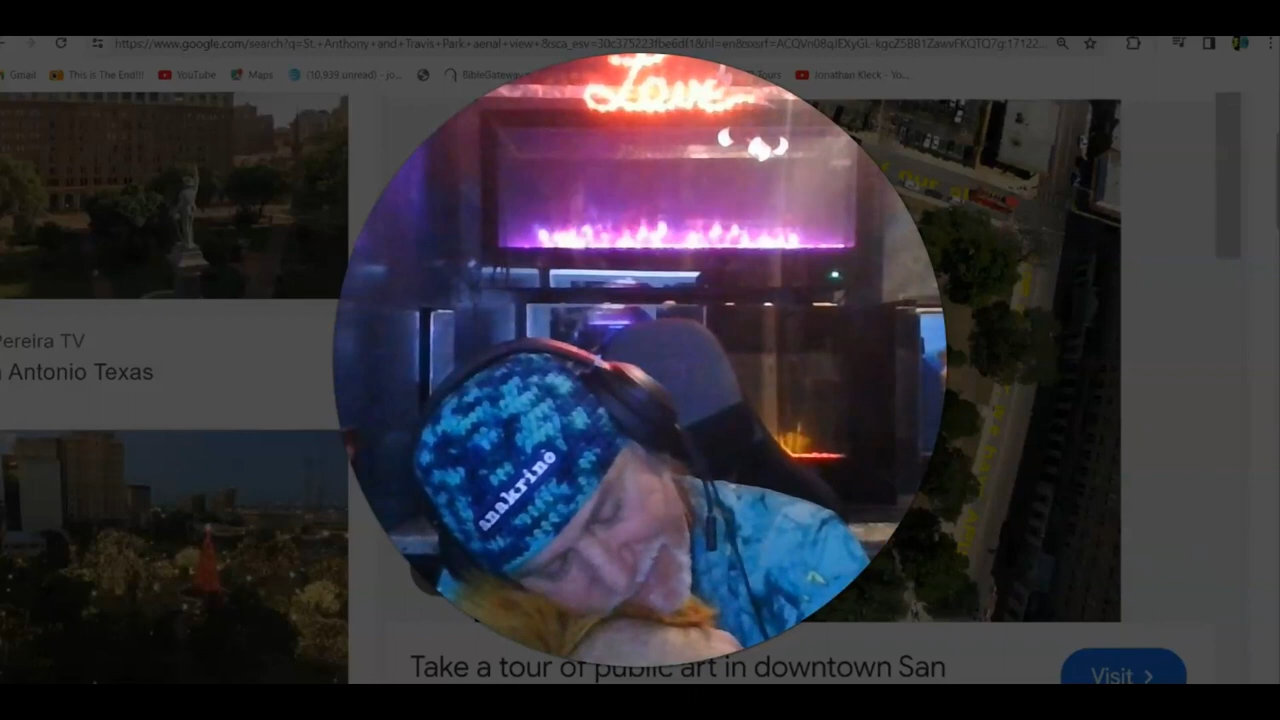 https://www.google.com/search?q=St.+Anthony+and+Travis+Park+aerial+view+&sca_esv=30c375223fbe6df1&hl=en&sxsrf=ACQVn08qJEXyGL-kgcZ5BB1ZawvFKQTQ7g:17122...
Gmail This is The End!!! YouTube Maps (10,939 unread) - jo... BibleGateway Tours Jonathan Kleck - Yo...
Love
Pereira TV
Antonio Texas
anakrino
Take a tour of public art in downtown San
Visit